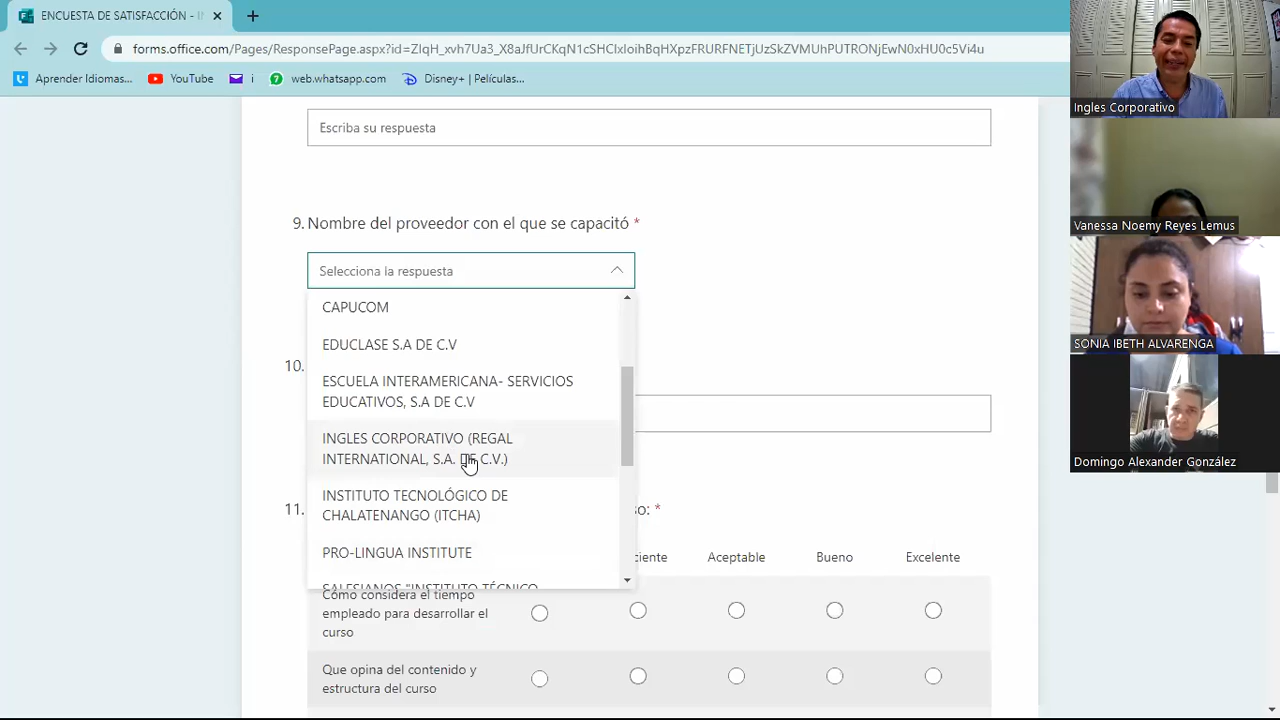 ENCUESTA DE SATISFACCIÓN - I
forms.office.com/Pages/ResponsePage.aspx?id=
Aprender Idiomas...
YouTube
i
web.whatsapp.com
Disney+ | Películas,...
Escriba su respuesta
9. Nombre del proveedor con el que se capacitó *
Selecciona la respuesta
CAPUCOM
EDUCLASE S.A DE C.V
ESCUELA INTERAMERICANA- SERVICIOS
EDUCATIVOS, S.A DE C.V
INGLES CORPORATIVO (REGAL
INTERNATIONAL, S.A. DE C.V.)
INSTITUTO TECNOLÓGICO DE
CHALATENANGO (ITCHA)
PRO-LINGUA INSTITUTE
SALESIANOS "INSTITUTO TÉCNICO
10.
11.
so: *
ciente
Aceptable
Bueno
Excelente
Cómo considera el tiempo
empleado para desarrollar el
curso
Que opina del contenido y
estructura del curso
Ingles Corporativo
Vanessa Noemy Reyes Lemus
SONIA IBETH ALVARENGA
Domingo Alexander González